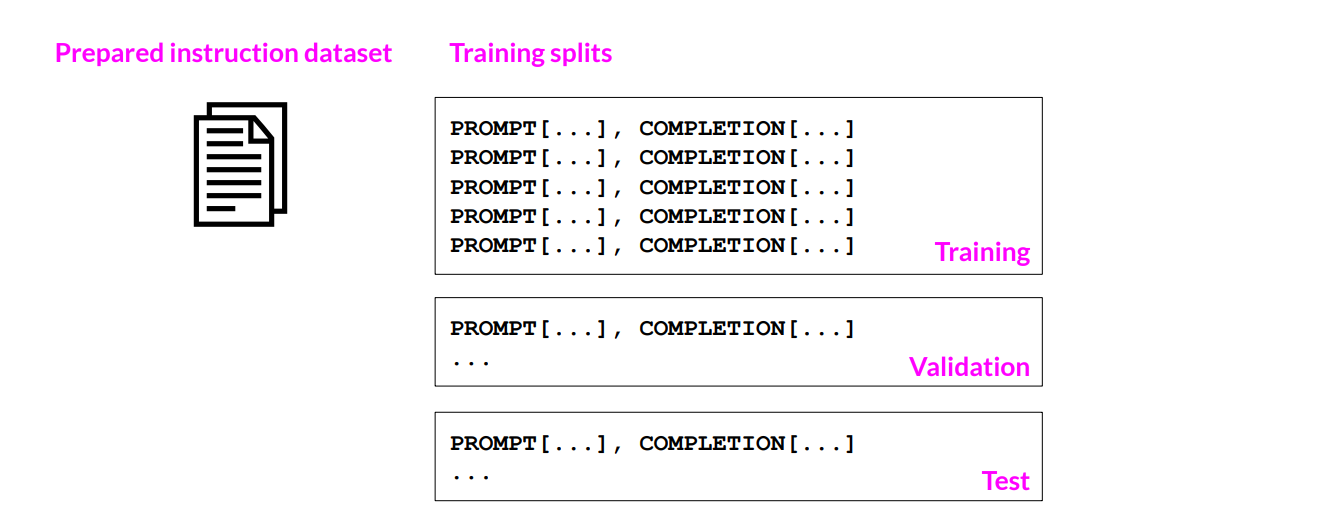 Prepared instruction dataset
Training splits
PROMPT[...], COMPLETION[...]
PROMPT[...], COMPLETION[...]
PROMPT[...], COMPLETION[...]
PROMPT[...], COMPLETION[...]
PROMPT[...], COMPLETION[...]
Training
PROMPT[...], COMPLETION[...]
...
Validation
PROMPT[...], COMPLETION[...]
...
Test